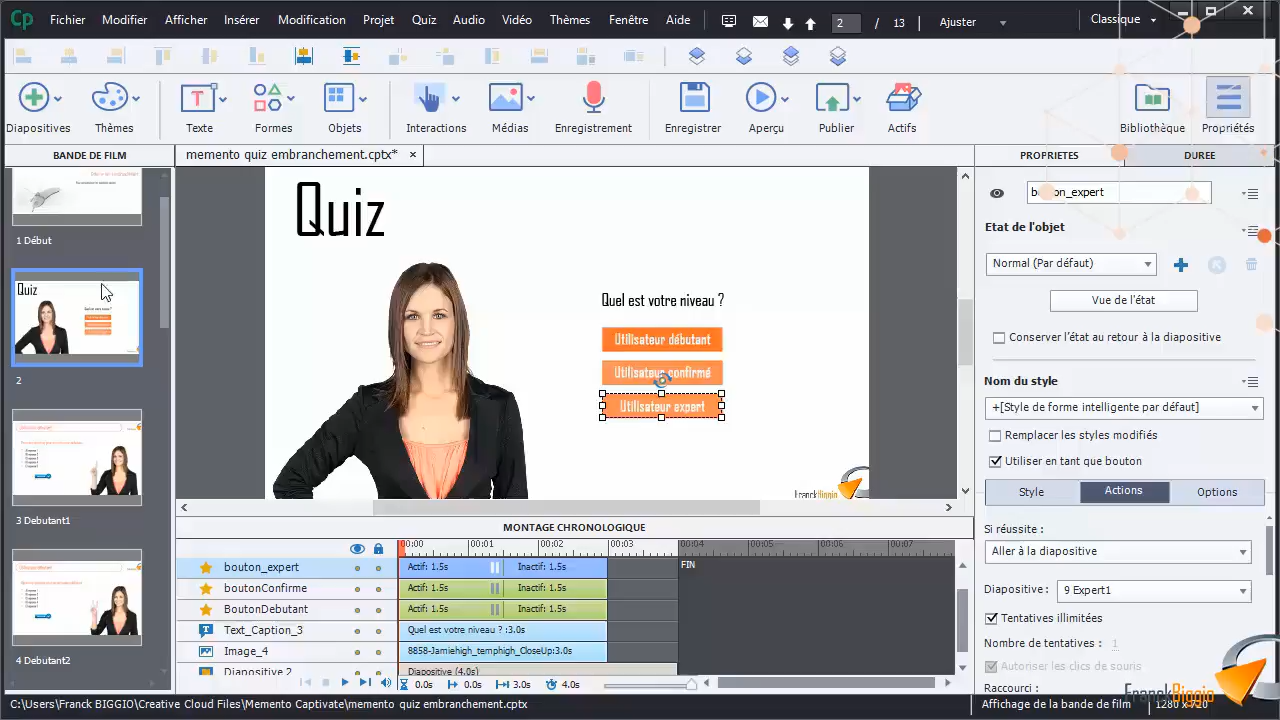 Cp Fichier Modifier Afficher Insérer Modification Projet Quiz Audio Vidéo Thèmes Fenêtre Aide 2 / 13 Ajuster Classique
Diapositives Thèmes Texte Formes Objets Interactions Médias Enregistrement Enregistrer Aperçu Publier Actifs Bibliothèque Propriétés
BANDE DE FILM
memento quiz embranchement.cptx*
PROPRIETES
DUREE
1 Début
Quiz
2
3 Debutant1
4 Debutant2
Quiz
Quel est votre niveau ?
Utilisateur débutant
Utilisateur confirmé
Utilisateur expert
FranckBiggio
MONTAGE CHRONOLOGIQUE
00:00 00:01 00:02 00:03 00:04 00:05 00:06 00:07
bouton_expert Actif: 1.5s Inactif: 1.5s FIN
boutonConfirme Actif: 1.5s Inactif: 1.5s
BoutonDebutant Actif: 1.5s Inactif: 1.5s
Text_Caption_3 Quel est votre niveau ? :3.0s
Image_4 8858-Jamiehigh_temphigh_CloseUp:3.0s
Diapositive 2 Diapositive (4.0s)
0.0s 0.0s 3.0s 4.0s
bouton_expert
Etat de l'objet
Normal (Par défaut)
Vue de l'état
Conserver l'état au retour à la diapositive
Nom du style
+[Style de forme intelligente par défaut]
Remplacer les styles modifiés
Utiliser en tant que bouton
Style Actions Options
Si réussite :
Aller à la diapositive
Diapositive : 9 Expert1
Tentatives illimitées
Nombre de tentatives : 1
Autoriser les clics de souris
Raccourci :
FranckBiggio
C:\Users\Franck BIGGIO\Creative Cloud Files\Memento Captivate\memento quiz embranchement.cptx
Affichage de la bande de film
1280 x 720